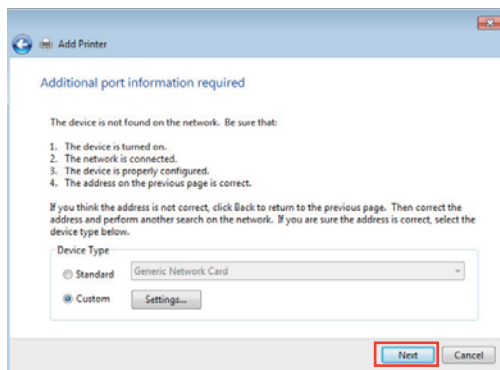 Add Printer
Additional port information required
The device is not found on the network. Be sure that:
1. The device is turned on.
2. The network is connected.
3. The device is properly configured.
4. The address on the previous page is correct.
If you think the address is not correct, click Back to return to the previous page. Then correct the
address and perform another search on the network. If you are sure the address is correct, select the
device type below.
Device Type
Standard Generic Network Card
Custom Settings...
Next Cancel